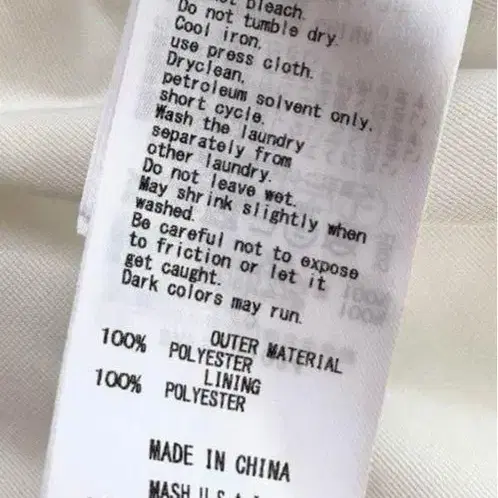 bleach.
Do not tumble dry.
Cool iron.
use press cloth.
Dryclean,
petroleum solvent only,
short cycle.
Wash the laundry
separately from
other laundry.
Do not leave wet.
May shrink slightly when
washed.
Be careful not to expose
to friction or let it
get caught.
Dark colors may run.
OUTER MATERIAL
100% POLYESTER
LINING
100% POLYESTER
MADE IN CHINA
MASH